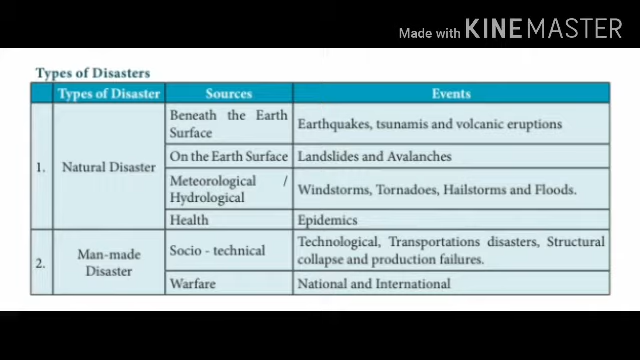 Made with KINEMASTER
Types of Disasters
Types of Disaster Sources Events
1. Natural Disaster
Beneath the Earth
Surface
Earthquakes, tsunamis and volcanic eruptions
On the Earth Surface Landslides and Avalanches
Meteorological /
Hydrological
Windstorms, Tornadoes, Hailstorms and Floods.
Health Epidemics
2. Man-made
Disaster
Socio - technical
Technological, Transportations disasters, Structural
collapse and production failures.
Warfare National and International